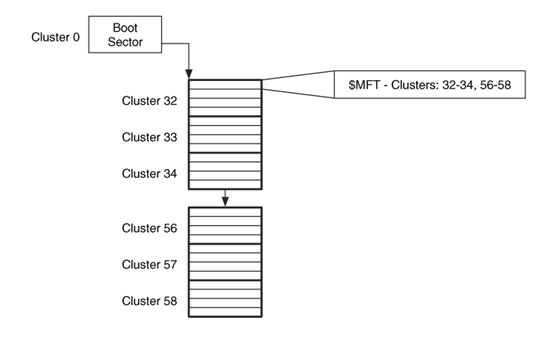 Cluster 0
Boot
Sector
$MFT - Clusters: 32-34, 56-58
Cluster 32
Cluster 33
Cluster 34
Cluster 56
Cluster 57
Cluster 58